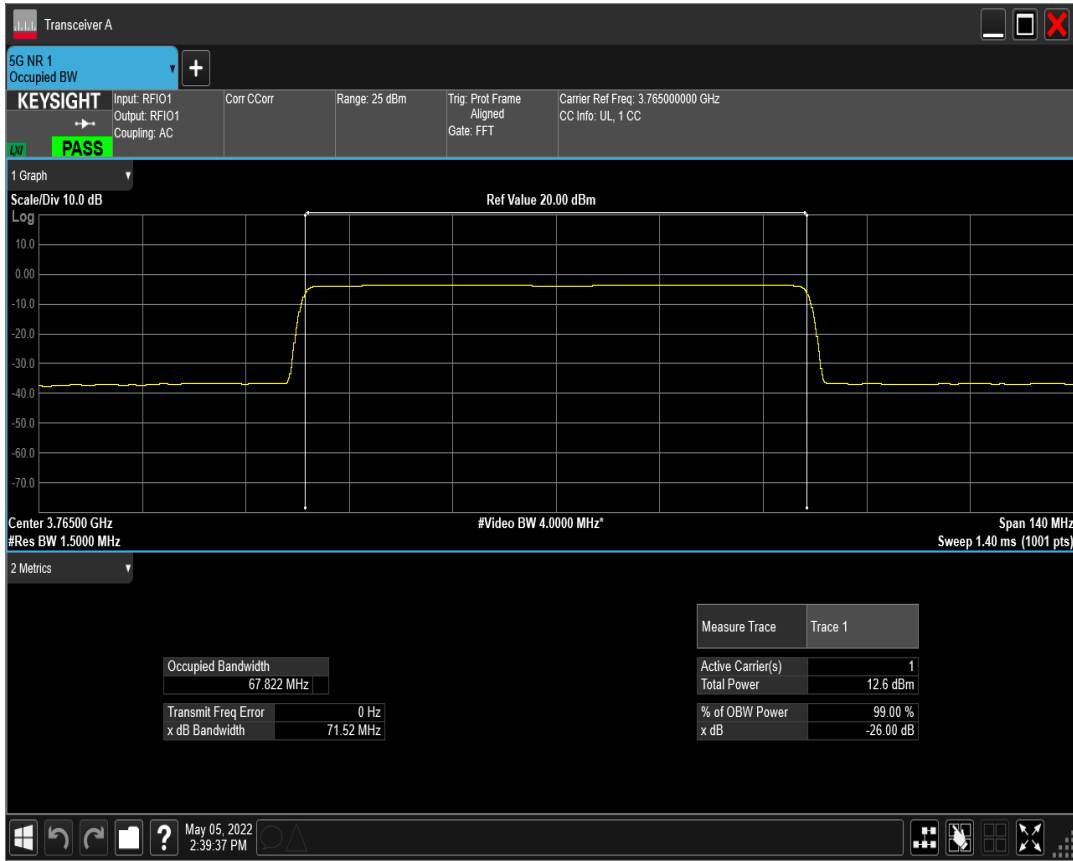 Transceiver A
5G NR 1
Occupied BW
+
KEYSIGHT
LXI
PASS
Input: RFIO1
Output: RFIO1
Coupling: AC
Corr CCorr
Range: 25 dBm
Trig: Prot Frame
Aligned
Gate: FFT
Carrier Ref Freq: 3.765000000 GHz
CC Info: UL, 1 CC
1 Graph
Scale/Div 10.0 dB
Ref Value 20.00 dBm
Log
10.0
0.00
-10.0
-20.0
-30.0
-40.0
-50.0
-60.0
-70.0
Center 3.76500 GHz
#Video BW 4.0000 MHz*
Span 140 MHz
#Res BW 1.5000 MHz
Sweep 1.40 ms (1001 pts)
2 Metrics
Measure Trace
Trace 1
Occupied Bandwidth
67.822 MHz
Active Carrier(s)
1
Total Power
12.6 dBm
Transmit Freq Error
0 Hz
x dB Bandwidth
71.52 MHz
% of OBW Power
99.00 %
x dB
-26.00 dB
?
May 05, 2022
2:39:37 PM